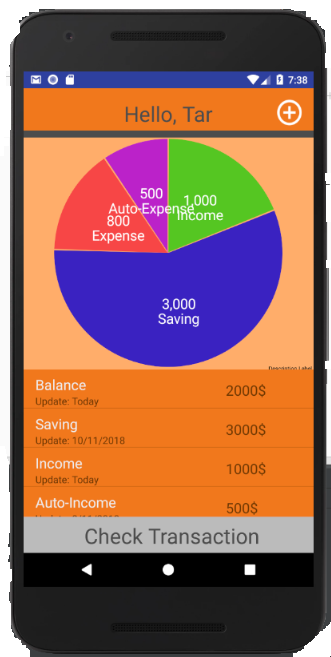 7:38
Hello, Tar
500
Auto-Expense
1,000
Income
800
Expense
3,000
Saving
Description Label
Balance
2000$
Update: Today
Saving
3000$
Update: 10/11/2018
Income
1000$
Update: Today
Auto-Income
500$
Check Transaction